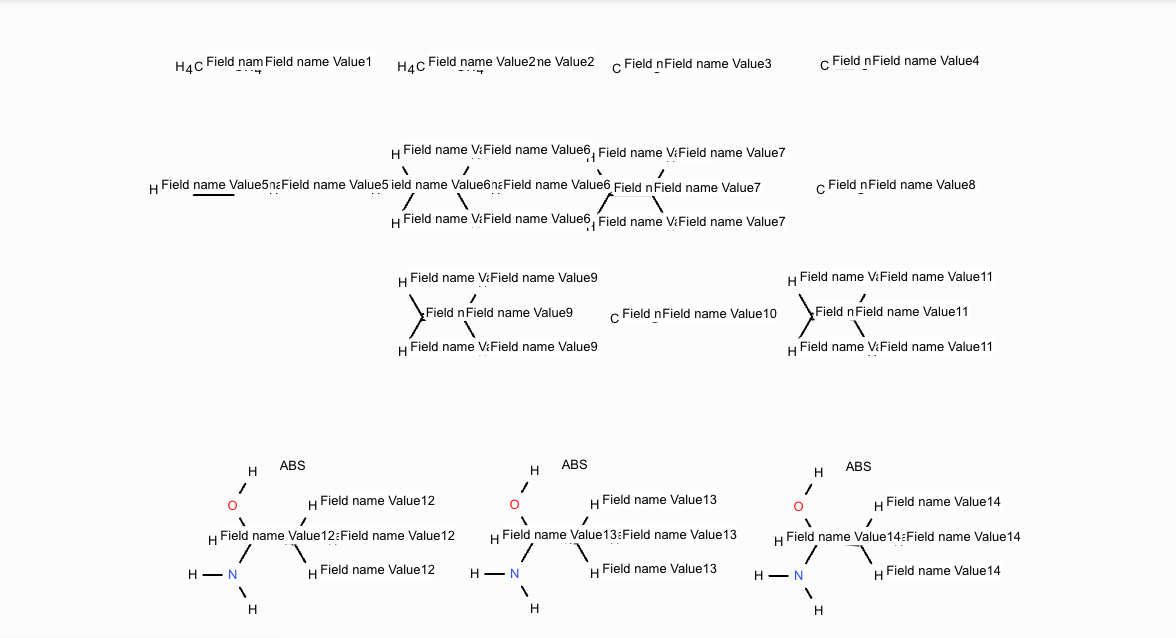 H4C Field nam Field name Value1 H4C Field name Value2 ne Value2 C Field n Field name Value3 C Field n Field name Value4
H Field name V Field name Value6 Field name V Field name Value7
H Field name Value5 Field name Value5 ield name Value6 Field name Value6 Field n Field name Value7 C Field n Field name Value8
H Field name V Field name Value6 Field name V Field name Value7
H Field name V Field name Value9 H Field name V Field name Value11
Field n Field name Value9 C Field n Field name Value10 Field n Field name Value11
H Field name V Field name Value9 H Field name V Field name Value11
H ABS H ABS H ABS
O H Field name Value12 O H Field name Value13 O H Field name Value14
H Field name Value12 Field name Value12 H Field name Value13 Field name Value13 H Field name Value14 Field name Value14
H N H Field name Value12 H N H Field name Value13 H N H Field name Value14
H H H